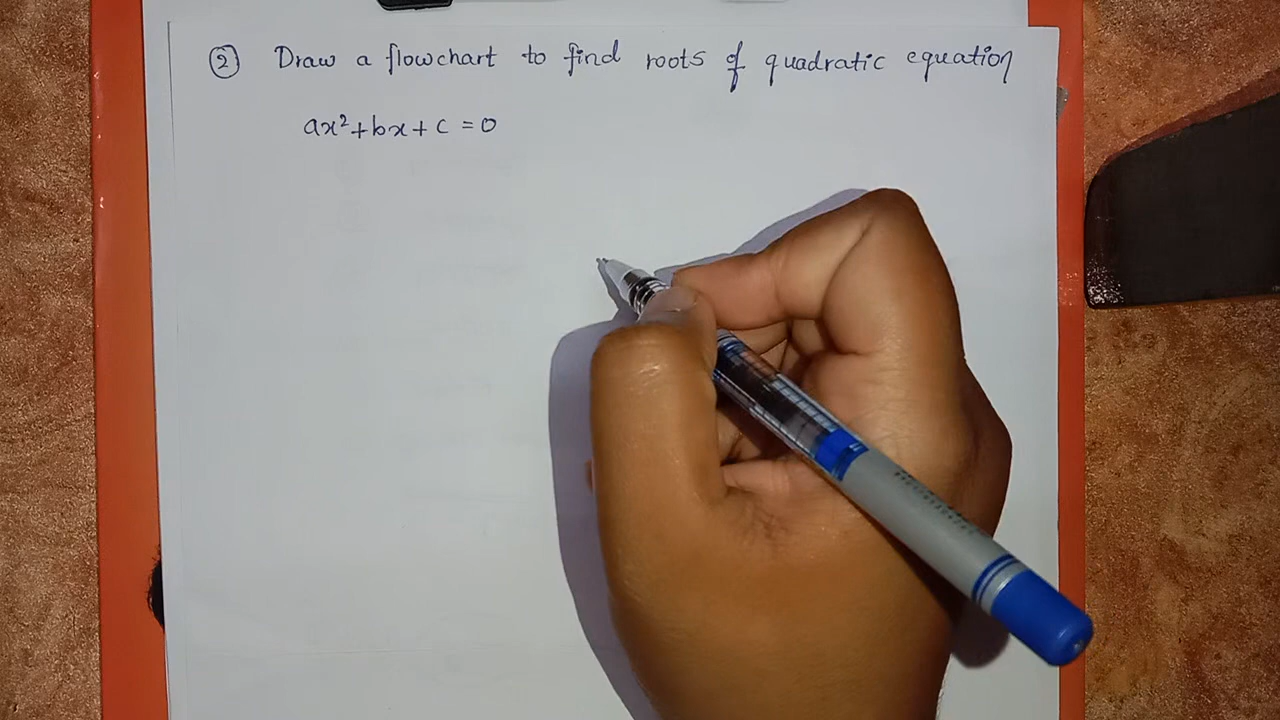 ② Draw a flowchart to find roots of quadratic equation
ax²+bx+c=0